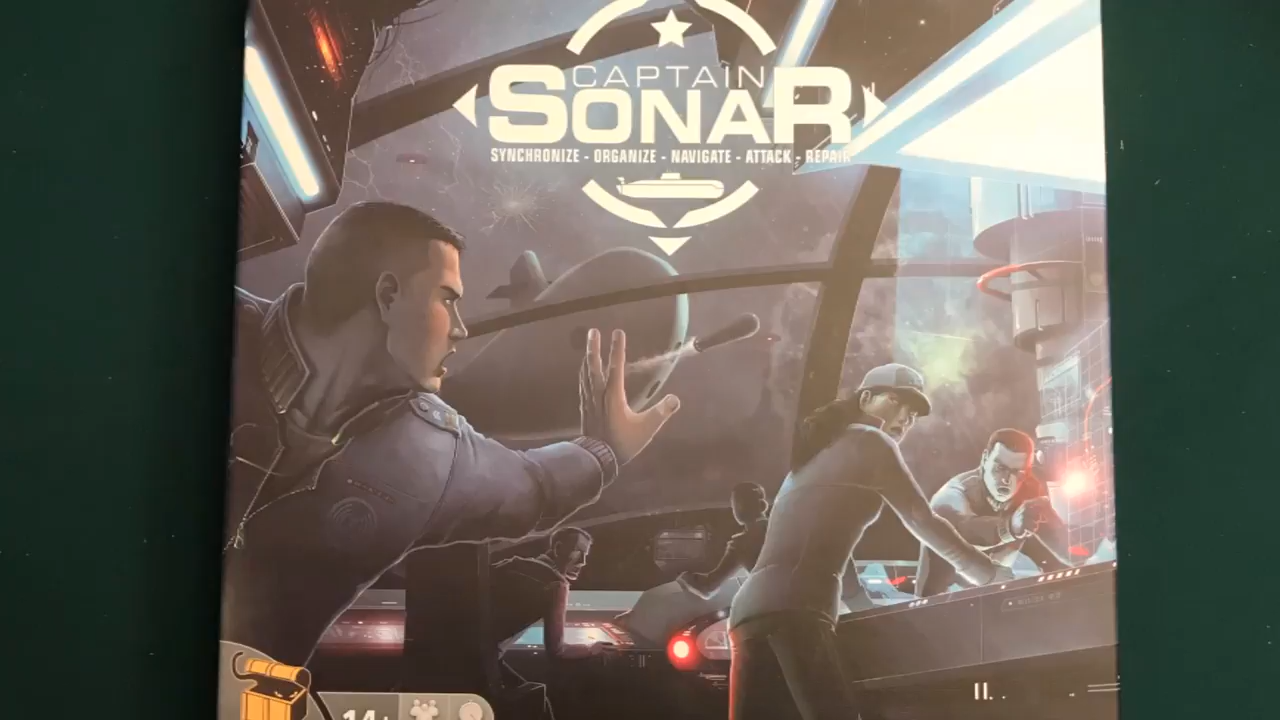 CAPTAIN
SONAR
SYNCHRONIZE - ORGANIZE - NAVIGATE - ATTACK - REPAIR
14+